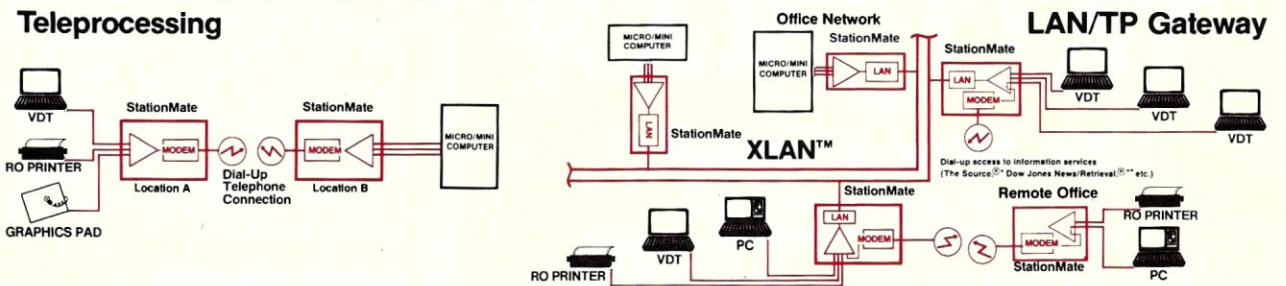 Teleprocessing
VDT
RO PRINTER
GRAPHICS PAD
StationMate
MODEM
Location A
Dial-Up
Telephone
Connection
StationMate
MODEM
Location B
MICRO/MINI
COMPUTER
LAN/TP Gateway
MICRO/MINI
COMPUTER
LAN
StationMate
Office Network
StationMate
MICRO/MINI
COMPUTER
LAN
StationMate
LAN
MODEM
VDT
VDT
VDT
XLAN™
Dial-up access to information services
(The Source,®* Dow Jones News/Retrieval,®** etc.)
StationMate
LAN
MODEM
RO PRINTER
VDT
PC
Remote Office
MODEM
StationMate
RO PRINTER
PC